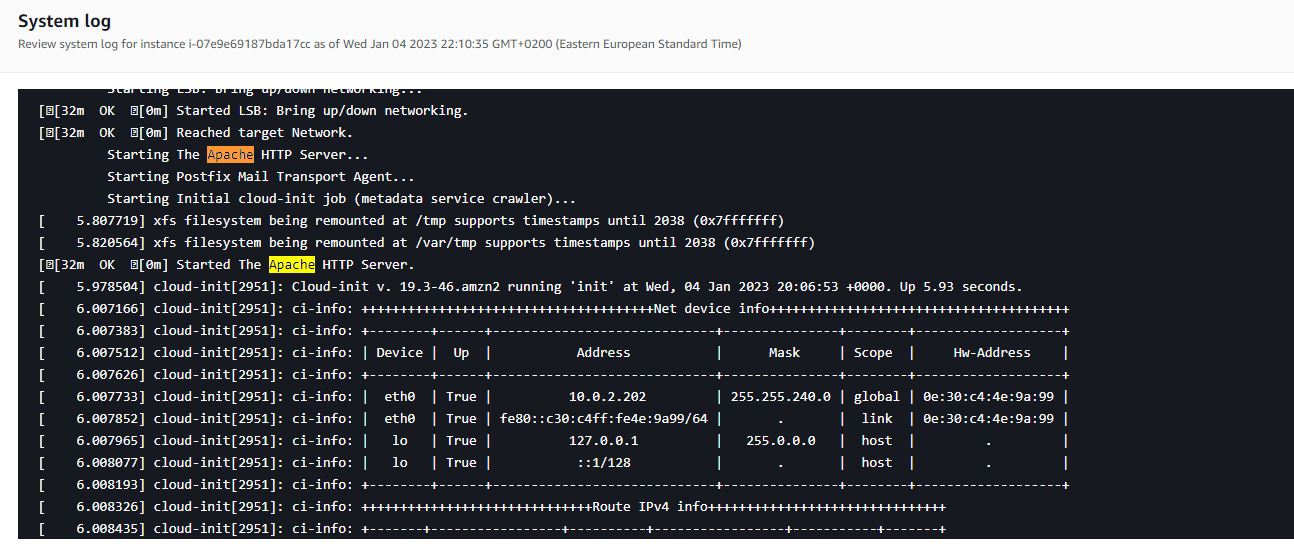 System log
Review system log for instance i-07e9e69187bda17cc as of Wed Jan 04 2023 22:10:35 GMT+0200 (Eastern European Standard Time)
Starting LSB: Bring up/down networking...
[[32m  OK  [0m] Started LSB: Bring up/down networking.
[[32m  OK  [0m] Reached target Network.
Starting The Apache HTTP Server...
Starting Postfix Mail Transport Agent...
Starting Initial cloud-init job (metadata service crawler)...
[    5.807719] xfs filesystem being remounted at /tmp supports timestamps until 2038 (0x7fffffff)
[    5.820564] xfs filesystem being remounted at /var/tmp supports timestamps until 2038 (0x7fffffff)
[[32m  OK  [0m] Started The Apache HTTP Server.
[    5.978504] cloud-init[2951]: Cloud-init v. 19.3-46.amzn2 running 'init' at Wed, 04 Jan 2023 20:06:53 +0000. Up 5.93 seconds.
[    6.007166] cloud-init[2951]: ci-info: ++++++++++++++++++++++++++++++++++++++Net device info+++++++++++++++++++++++++++++++++++++++
[    6.007383] cloud-init[2951]: ci-info: +--------+------+-----------------------------+---------------+--------+-------------------+
[    6.007512] cloud-init[2951]: ci-info: | Device |  Up  |           Address           |      Mask     | Scope  |     Hw-Address    |
[    6.007626] cloud-init[2951]: ci-info: +--------+------+-----------------------------+---------------+--------+-------------------+
[    6.007733] cloud-init[2951]: ci-info: |  eth0  | True |          10.0.2.202         | 255.255.240.0 | global | 0e:30:c4:4e:9a:99 |
[    6.007852] cloud-init[2951]: ci-info: |  eth0  | True | fe80::c30:c4ff:fe4e:9a99/64 |       .       |  link  | 0e:30:c4:4e:9a:99 |
[    6.007965] cloud-init[2951]: ci-info: |   lo   | True |          127.0.0.1          |   255.0.0.0   |  host  |         .         |
[    6.008077] cloud-init[2951]: ci-info: |   lo   | True |           ::1/128           |       .       |  host  |         .         |
[    6.008193] cloud-init[2951]: ci-info: +--------+------+-----------------------------+---------------+--------+-------------------+
[    6.008326] cloud-init[2951]: ci-info: ++++++++++++++++++++++++++++++Route IPv4 info+++++++++++++++++++++++++++++++
[    6.008435] cloud-init[2951]: ci-info: +-------+-------------+---------+-----------------+-----------+-------+